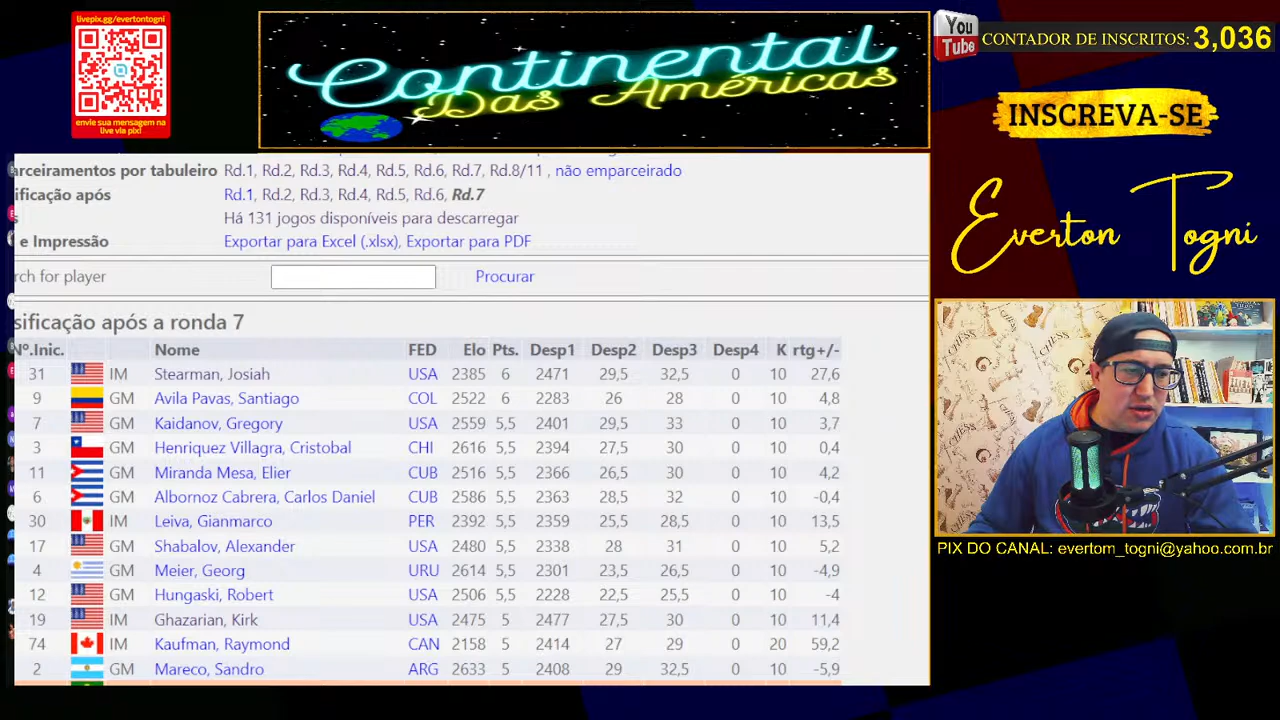 livepix.gg/evertontogni
envie sua mensagem na
live via pix!
Continental
Das Américas
You
Tube
CONTADOR DE INSCRITOS: 3,036
INSCREVA-SE
Everton Togni
arceiramentos por tabuleiro Rd.1, Rd.2, Rd.3, Rd.4, Rd.5, Rd.6, Rd.7, Rd.8/11 , não emparceirado
ificação após Rd.1, Rd.2, Rd.3, Rd.4, Rd.5, Rd.6, Rd.7
s Há 131 jogos disponíveis para descarregar
e Impressão Exportar para Excel (.xlsx), Exportar para PDF
rch for player Procurar
sificação após a ronda 7
Nº.Inic. Nome FED Elo Pts. Desp1 Desp2 Desp3 Desp4 K rtg+/-
31 IM Stearman, Josiah USA 2385 6 2471 29,5 32,5 0 10 27,6
9 GM Avila Pavas, Santiago COL 2522 6 2283 26 28 0 10 4,8
7 GM Kaidanov, Gregory USA 2559 5,5 2401 29,5 33 0 10 3,7
3 GM Henriquez Villagra, Cristobal CHI 2616 5,5 2394 27,5 30 0 10 0,4
11 GM Miranda Mesa, Elier CUB 2516 5,5 2366 26,5 30 0 10 4,2
6 GM Albornoz Cabrera, Carlos Daniel CUB 2586 5,5 2363 28,5 32 0 10 -0,4
30 IM Leiva, Gianmarco PER 2392 5,5 2359 25,5 28,5 0 10 13,5
17 GM Shabalov, Alexander USA 2480 5,5 2338 28 31 0 10 5,2
4 GM Meier, Georg URU 2614 5,5 2301 23,5 26,5 0 10 -4,9
12 GM Hungaski, Robert USA 2506 5,5 2228 22,5 25,5 0 10 -4
19 IM Ghazarian, Kirk USA 2475 5 2477 27,5 30 0 10 11,4
74 IM Kaufman, Raymond CAN 2158 5 2414 27 29 0 20 59,2
2 GM Mareco, Sandro ARG 2633 5 2408 29 32,5 0 10 -5,9
CHESS
PIX DO CANAL: evertom_togni@yahoo.com.br